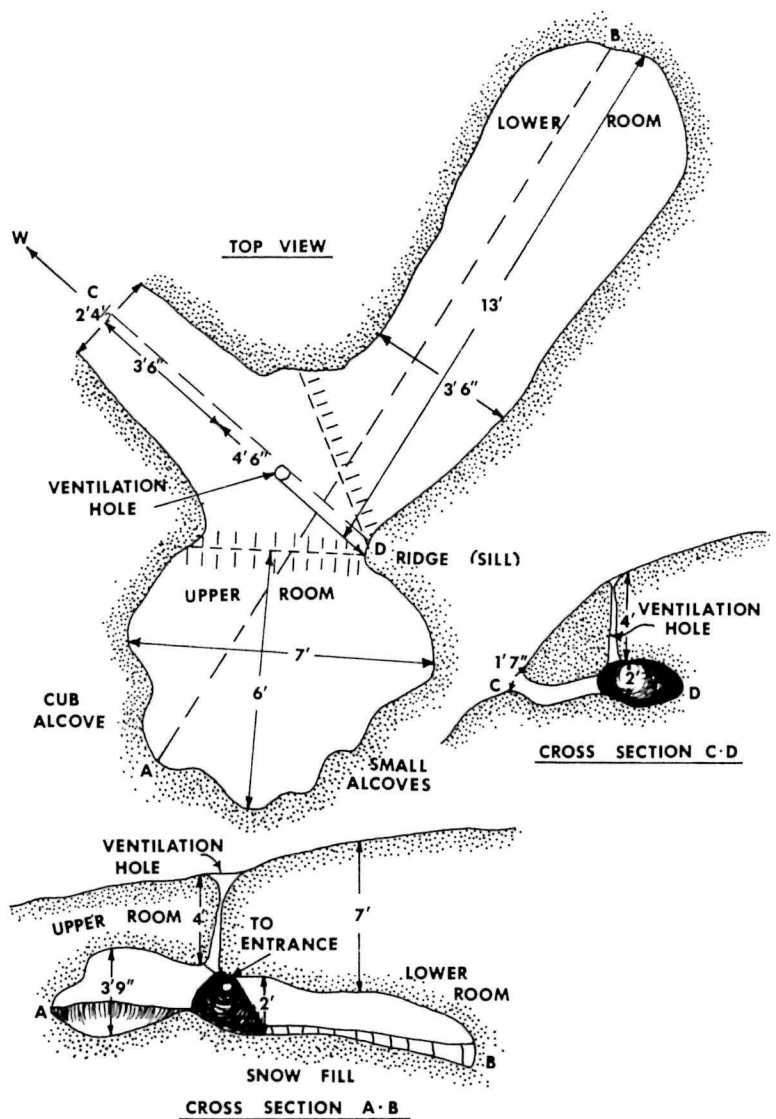 B
LOWER ROOM
W
TOP VIEW
C
2'4"
13'
3'6"
3'6"
4'6"
VENTILATION
HOLE
D
RIDGE (SILL)
UPPER ROOM
7'
6'
CUB
ALCOVE
A
SMALL
ALCOVES
4'
VENTILATION
HOLE
1'7"
C
2'
D
CROSS SECTION C·D
VENTILATION
HOLE
UPPER ROOM
4'
TO
ENTRANCE
7'
LOWER
ROOM
3'9"
2'
A
B
SNOW FILL
CROSS SECTION A·B